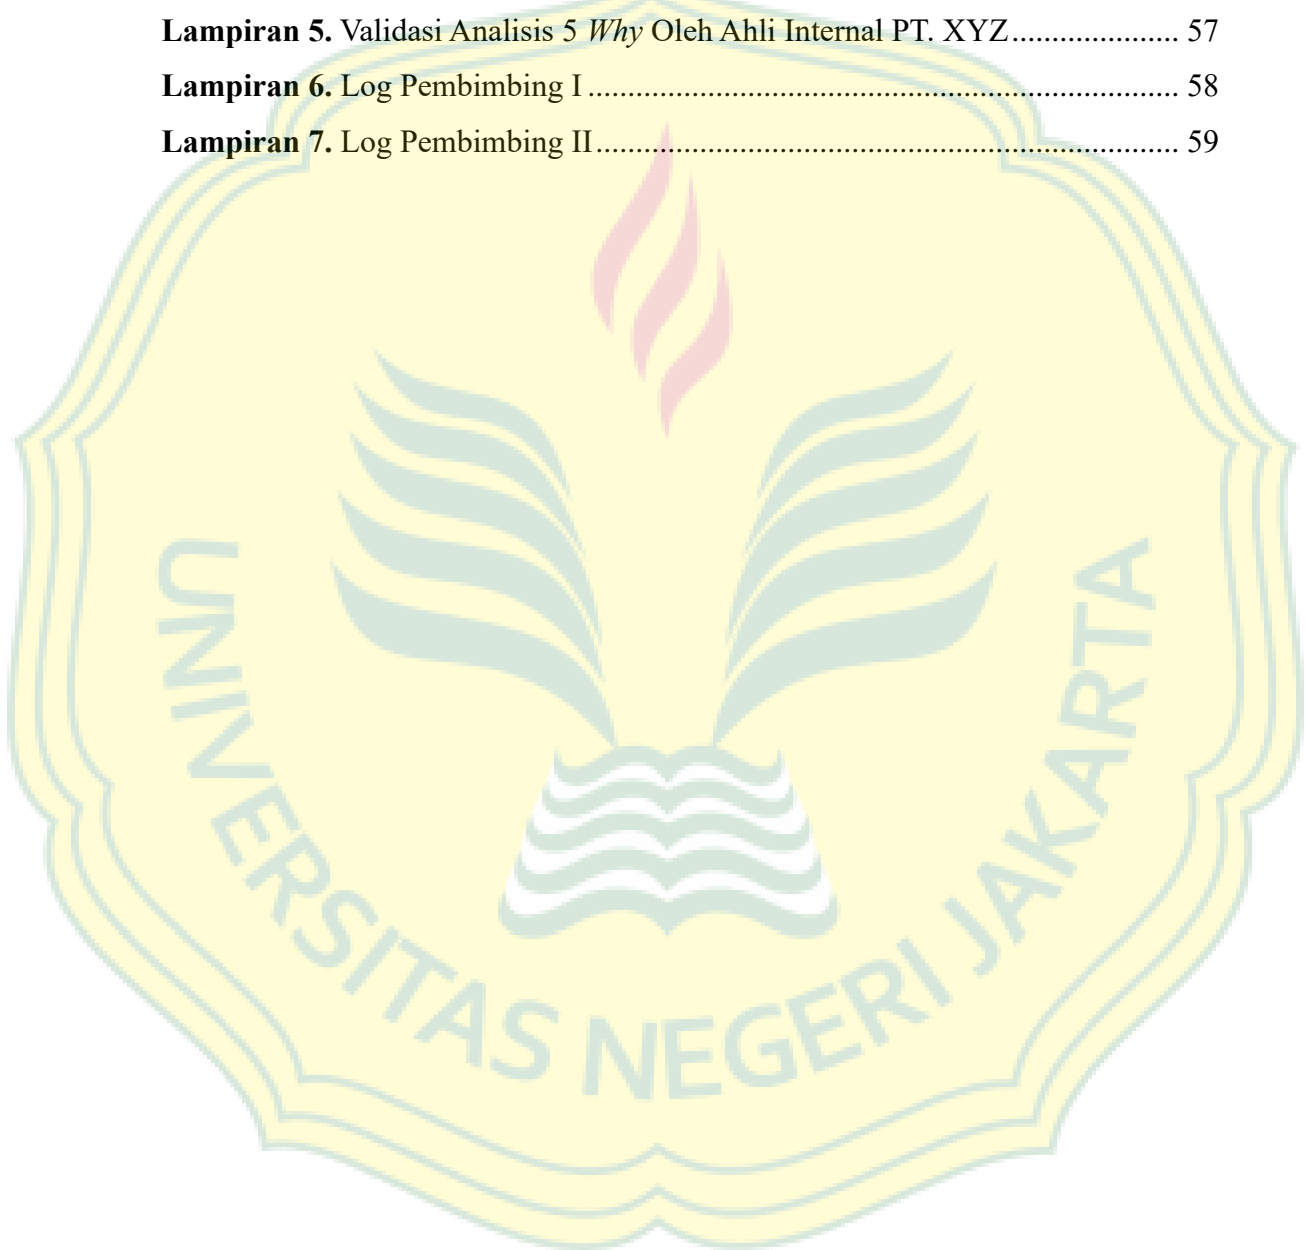 Lampiran 5. Validasi Analisis 5 Why Oleh Ahli Internal PT. XYZ.................... 57
Lampiran 6. Log Pembimbing I ....................................................................... 58
Lampiran 7. Log Pembimbing II...................................................................... 59
UNIVERSITAS NEGERI JAKARTA